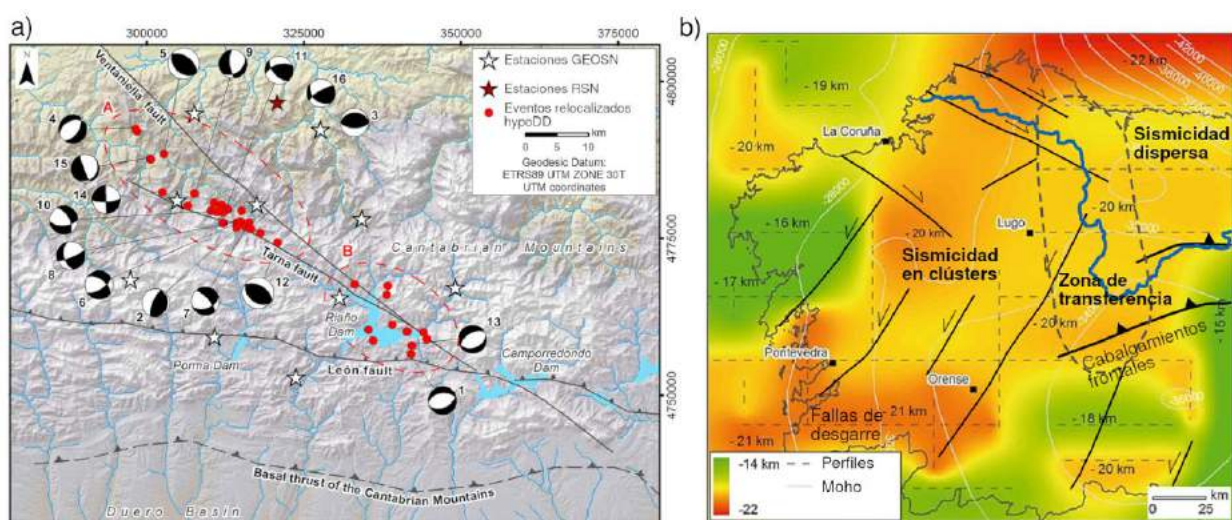 a)
300000
325000
350000
375000
N
4800000
4775000
4750000
5
9
11
16
3
4
15
14
10
8
6
2
7
12
13
1
A
B
Ventaniella fault
Tarna fault
León fault
Cantabrian Mountains
Riaño
Dam
Porma Dam
Camporredondo
Dam
Basal thrust of the Cantabrian Mountains
Duero Basin
Estaciones GEOSN
Estaciones RSN
Eventos relocalizados
hypoDD
0
10
km
Geodesic Datum:
ETRS89 UTM ZONE 30T
UTM coordinates
b)
- 19 km
- 22 km
-42000
-28000
La Coruña
Sismicidad
dispersa
- 20 km
-28000
- 16 km
Lugo
- 20 km
- 20 km
Sismicidad
en clústers
Zona de
transferencia
- 17 km
- 20 km
- 15 km
Cabalgamientos
frontales
Pontevedra
Orense
- 21 km
Fallas de
desgarre
- 18 km
- 21 km
- 20 km
-14 km
-22
Perfiles
Moho
km
0
25